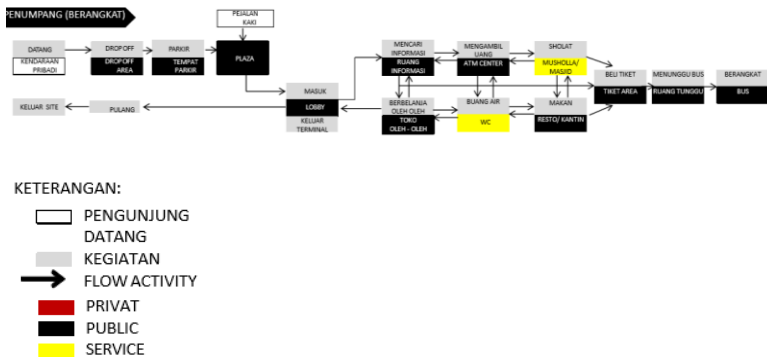 PENUMPANG (BERANGKAT)
PEJALAN
KAKI
DATANG
KENDARAAN
PRIBADI
DROP OFF
DROP OFF
AREA
PARKIR
TEMPAT
PARKIR
PLAZA
MASUK
LOBBY
KELUAR
TERMINAL
PULANG
KELUAR SITE
MENCARI
INFORMASI
RUANG
INFORMASI
MENGAMBIL
UANG
ATM CENTER
SHOLAT
MUSHOLLA/
MASJID
BERBELANJA
OLEH OLEH
TOKO
OLEH - OLEH
BUANG AIR
WC
MAKAN
RESTO/ KANTIN
BELI TIKET
TIKET AREA
MENUNGGU BUS
RUANG TUNGGU
BERANGKAT
BUS
KETERANGAN:
PENGUNJUNG
DATANG
KEGIATAN
FLOW ACTIVITY
PRIVAT
PUBLIC
SERVICE